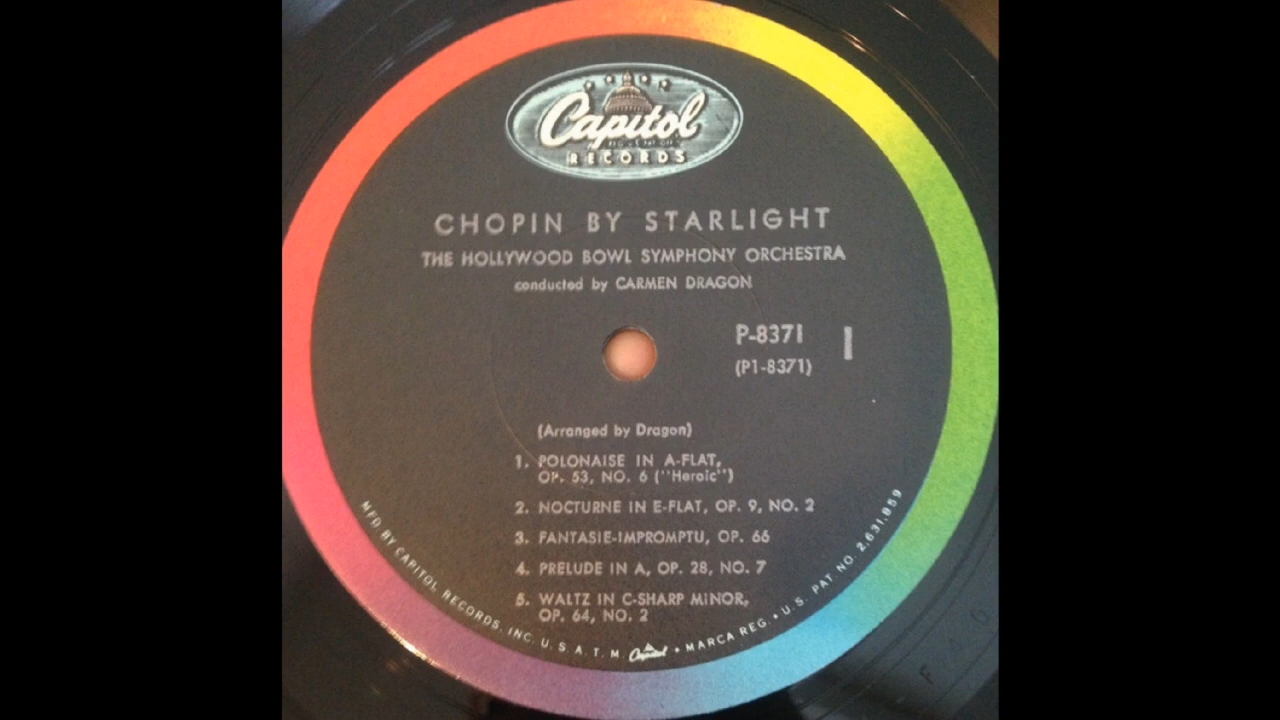 Capitol
RECORDS
CHOPIN BY STARLIGHT
THE HOLLYWOOD BOWL SYMPHONY ORCHESTRA
conducted by CARMEN DRAGON
P-8371 1
(P1-8371)
(Arranged by Dragon)
1. POLONAISE IN A-FLAT,
OP. 53, NO. 6 ("Heroic")
2. NOCTURNE IN E-FLAT, OP. 9, NO. 2
3. FANTASIE-IMPROMPTU, OP. 66
4. PRELUDE IN A, OP. 28, NO. 7
5. WALTZ IN C-SHARP MINOR,
OP. 64, NO. 2
MFD BY CAPITOL RECORDS, INC. U. S. A. T. M. Capitol • MARCA REG. • U. S. PAT NO. 2,631,859